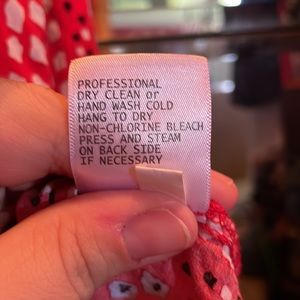 PROFESSIONAL
DRY CLEAN or
HAND WASH COLD
HANG TO DRY
NON-CHLORINE BLEACH
PRESS AND STEAM
ON BACK SIDE
IF NECESSARY